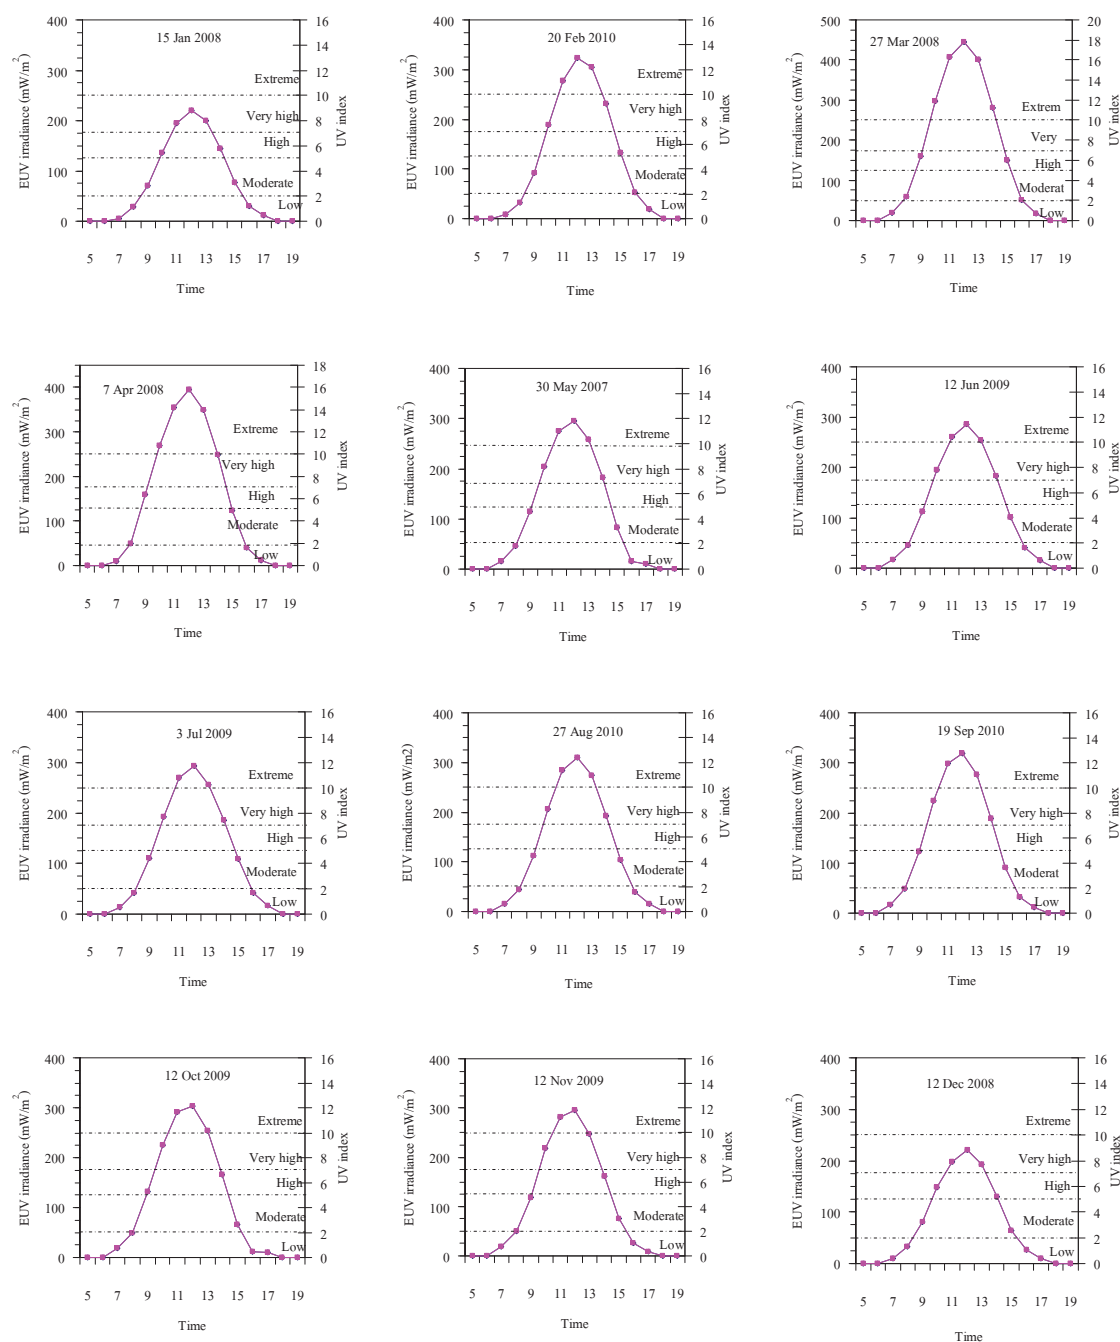 15 Jan 2008
EUV irradiance (mW/m2)
400
300
200
100
0
Extreme
Very high
High
Moderate
Low
16
14
12
10
8
6
4
2
0
UV index
5 7 9 11 13 15 17 19
Time
20 Feb 2010
EUV irradiance (mW/m2)
400
300
200
100
0
Extreme
Very high
High
Moderate
Low
16
14
12
10
8
6
4
2
0
UV index
5 7 9 11 13 15 17 19
Time
27 Mar 2008
EUV irradiance (mW/m2)
500
400
300
200
100
0
Extrem
Very
High
Moderat
Low
20
18
16
14
12
10
8
6
4
2
0
UV index
5 7 9 11 13 15 17 19
Time
7 Apr 2008
EUV irradiance (mW/m2)
400
300
200
100
0
Extreme
Very high
High
Moderate
Low
18
16
14
12
10
8
6
4
2
0
UV index
5 7 9 11 13 15 17 19
Time
30 May 2007
EUV irradiance (mW/m2)
400
300
200
100
0
Extreme
Very high
High
Moderate
Low
16
14
12
10
8
6
4
2
0
UV index
5 7 9 11 13 15 17 19
Time
12 Jun 2009
EUV irradiance (mW/m2)
400
300
200
100
0
Extreme
Very high
High
Moderate
Low
16
14
12
10
8
6
4
2
0
UV index
5 7 9 11 13 15 17 19
Time
3 Jul 2009
EUV irradiance (mW/m2)
400
300
200
100
0
Extreme
Very high
High
Moderate
Low
16
14
12
10
8
6
4
2
0
UV index
5 7 9 11 13 15 17 19
Time
27 Aug 2010
EUV irradiance (mW/m2)
400
300
200
100
0
Extreme
Very high
High
Moderate
Low
16
14
12
10
8
6
4
2
0
UV index
5 7 9 11 13 15 17 19
Time
19 Sep 2010
EUV irradiance (mW/m2)
400
300
200
100
0
Extreme
Very high
High
Moderat
Low
16
14
12
10
8
6
4
2
0
UV index
5 7 9 11 13 15 17 19
Time
12 Oct 2009
EUV irradiance (mW/m2)
400
300
200
100
0
Extreme
Very high
High
Moderate
Low
16
14
12
10
8
6
4
2
0
UV index
5 7 9 11 13 15 17 19
Time
12 Nov 2009
EUV irradiance (mW/m2)
400
300
200
100
0
Extreme
Very high
High
Moderate
Low
16
14
12
10
8
6
4
2
0
UV index
5 7 9 11 13 15 17 19
Time
12 Dec 2008
EUV irradiance (mW/m2)
400
300
200
100
0
Extreme
Very high
High
Moderate
Low
16
14
12
10
8
6
4
2
0
UV index
5 7 9 11 13 15 17 19
Time